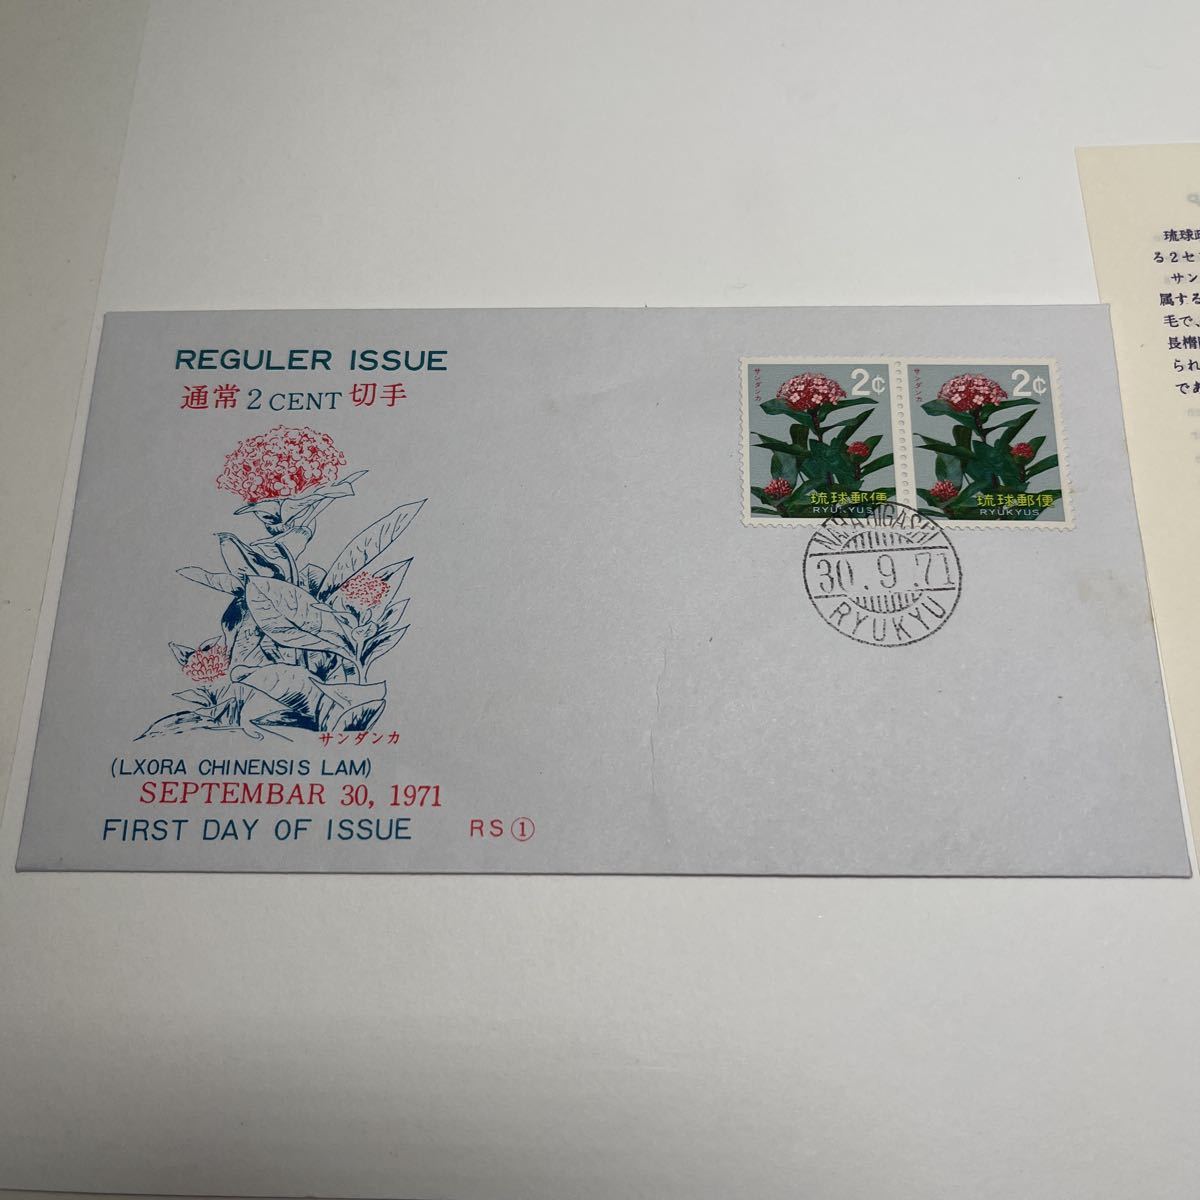 REGULER ISSUE
通常 2 CENT 切手
サンダンカ
(LXORA CHINENSIS LAM)
SEPTEMBAR 30, 1971
FIRST DAY OF ISSUE
RS①
サンダンカ
2¢
琉球郵便
RYUKYUS
サンダンカ
2¢
琉球郵便
RYUKYUS
30.9.71
RYUKYU
琉球政
る2セン
サン
属する
毛で、
長楕
られ
であ